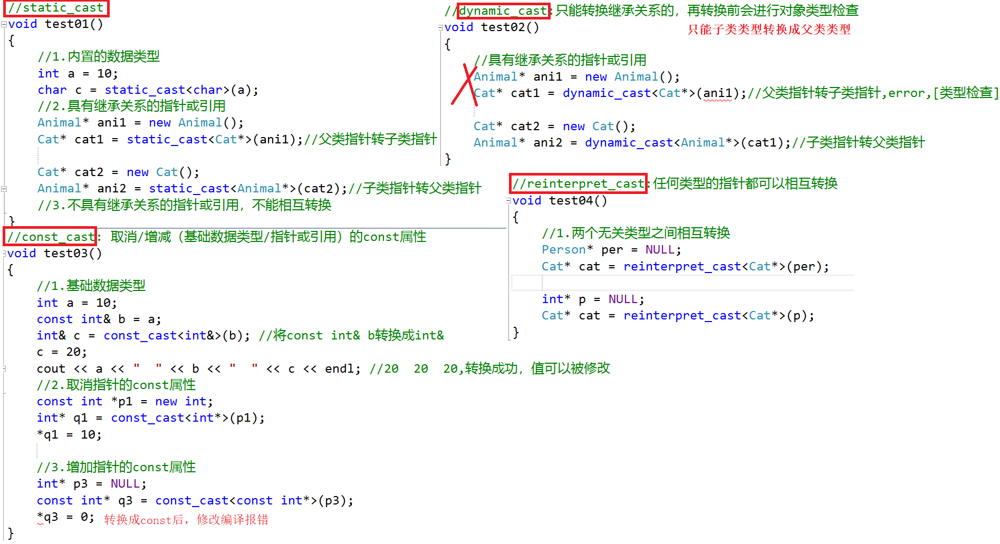 //static_cast
void test01()
{
//1.内置的数据类型
int a = 10;
char c = static_cast<char>(a);
//2.具有继承关系的指针或引用
Animal* ani1 = new Animal();
Cat* cat1 = static_cast<Cat*>(ani1);//父类指针转子类指针
Cat* cat2 = new Cat();
Animal* ani2 = static_cast<Animal*>(cat2);//子类指针转父类指针
//3.不具有继承关系的指针或引用，不能相互转换
}
//const_cast: 取消/增减（基础数据类型/指针或引用）的const属性
void test03()
{
//1.基础数据类型
int a = 10;
const int& b = a;
int& c = const_cast<int&>(b); //将const int& b转换成int&
c = 20;
cout << a << "  " << b << "  " << c << endl; //20  20  20,转换成功，值可以被修改
//2.取消指针的const属性
const int *p1 = new int;
int* q1 = const_cast<int*>(p1);
*q1 = 10;
//3.增加指针的const属性
int* p3 = NULL;
const int* q3 = const_cast<const int*>(p3);
*q3 = 0; 转换成const后，修改编译报错
}
//dynamic_cast:只能转换继承关系的，再转换前会进行对象类型检查
void test02()
只能子类类型转换成父类类型
{
//具有继承关系的指针或引用
Animal* ani1 = new Animal();
Cat* cat1 = dynamic_cast<Cat*>(ani1);//父类指针转子类指针,error,[类型检查]
Cat* cat2 = new Cat();
Animal* ani2 = dynamic_cast<Animal*>(cat1);//子类指针转父类指针
}
//reinterpret_cast:任何类型的指针都可以相互转换
void test04()
{
//1.两个无关类型之间相互转换
Person* per = NULL;
Cat* cat = reinterpret_cast<Cat*>(per);
int* p = NULL;
Cat* cat = reinterpret_cast<Cat*>(p);
}